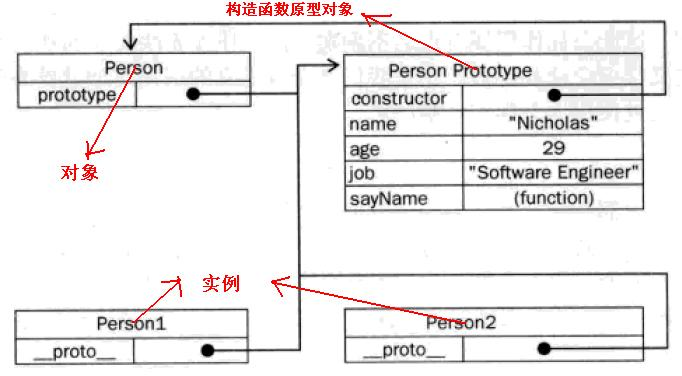 构造函数原型对象
Person
prototype
对象
Person Prototype
constructor
name "Nicholas"
age 29
job "Software Engineer"
sayName (function)
实例
Person1
__proto__
Person2
__proto__